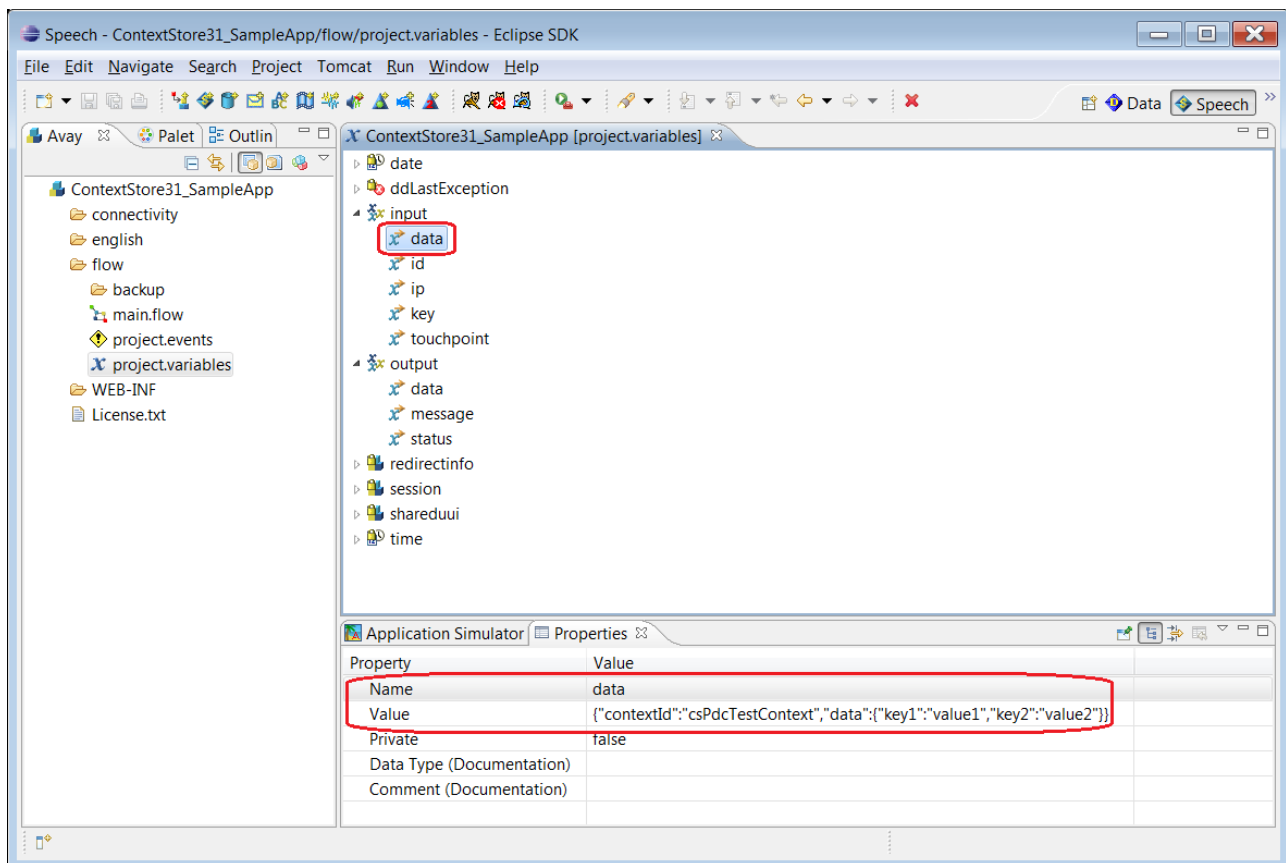 Speech - ContextStore31_SampleApp/flow/project.variables - Eclipse SDK
File Edit Navigate Search Project Tomcat Run Window Help
Data Speech »
Avay Palet Outlin
ContextStore31_SampleApp
connectivity
english
flow
backup
main.flow
project.events
project.variables
WEB-INF
License.txt
ContextStore31_SampleApp [project.variables]
date
ddLastException
input
data
id
ip
key
touchpoint
output
data
message
status
redirectinfo
session
shareduui
time
Application Simulator Properties
Property Value
Name data
Value {"contextId":"csPdcTestContext","data":{"key1":"value1","key2":"value2"}}
Private false
Data Type (Documentation)
Comment (Documentation)